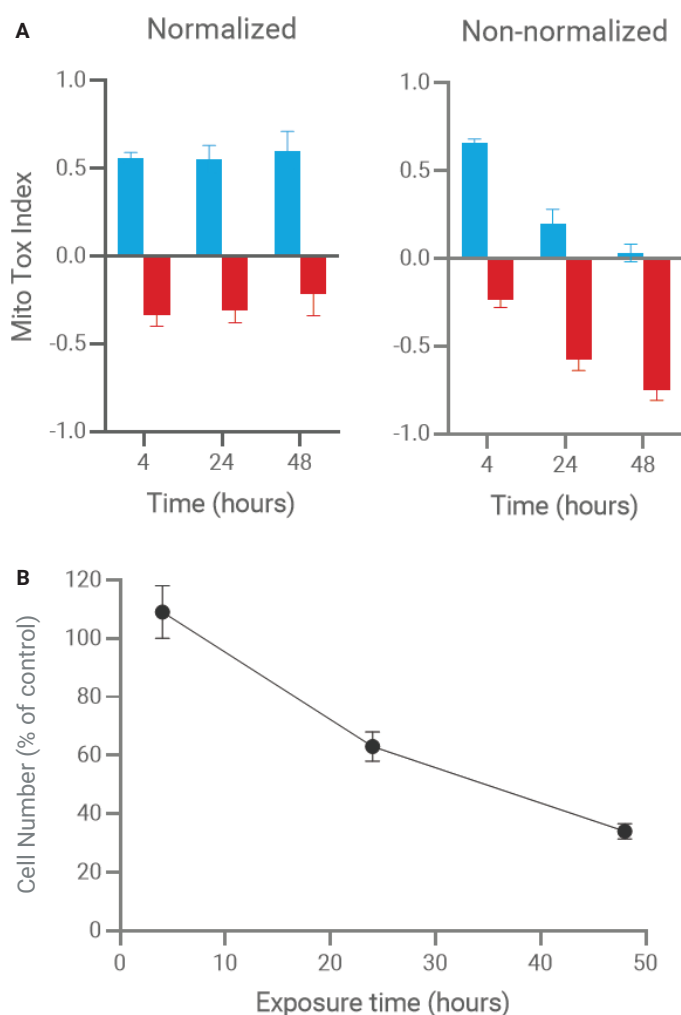 A
Normalized
Non-normalized
Mito Tox Index
1.0
0.5
0.0
-0.5
-1.0
4 24 48
Time (hours)
1.0
0.5
0.0
-0.5
-1.0
4 24 48
Time (hours)
B
Cell Number (% of control)
120
100
80
60
40
20
0
0 10 20 30 40 50
Exposure time (hours)